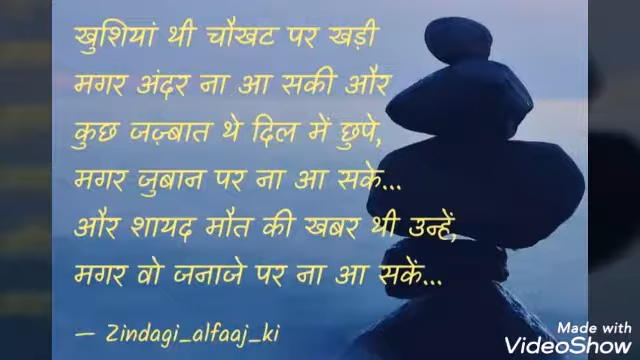 खुशियां थी चौखट पर खड़ी
मगर अंदर ना आ सकी और
कुछ जज़्बात थे दिल में छुपे,
मगर जुबान पर ना आ सके...
और शायद मौत की खबर थी उन्हें,
मगर वो जनाजे पर ना आ सकें...
— Zindagi_alfaaj_ki
Made with
VideoShow